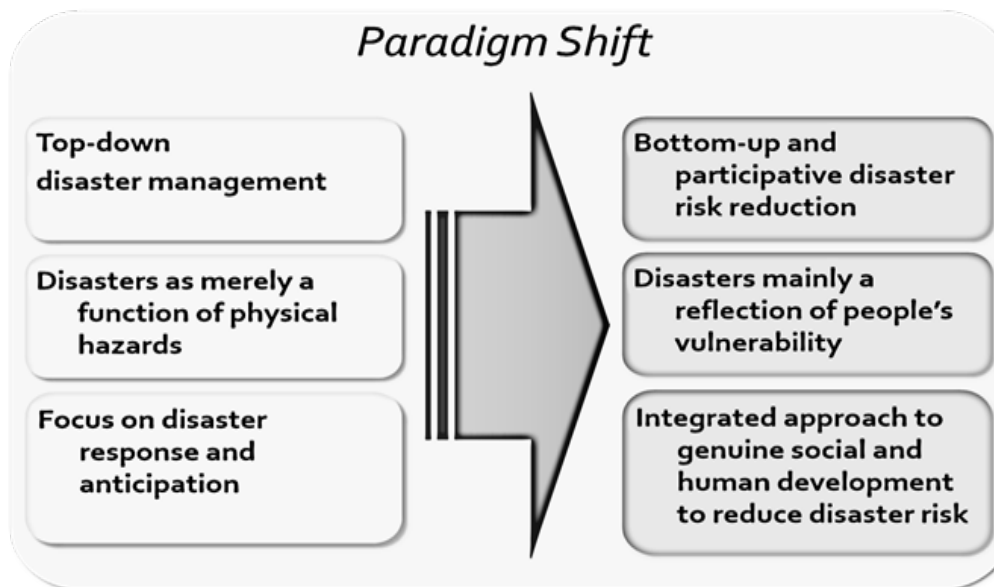 Paradigm Shift
Top-down
disaster management
Disasters as merely a
function of physical
hazards
Focus on disaster
response and
anticipation
Bottom-up and
participative disaster
risk reduction
Disasters mainly a
reflection of people’s
vulnerability
Integrated approach to
genuine social and
human development
to reduce disaster risk